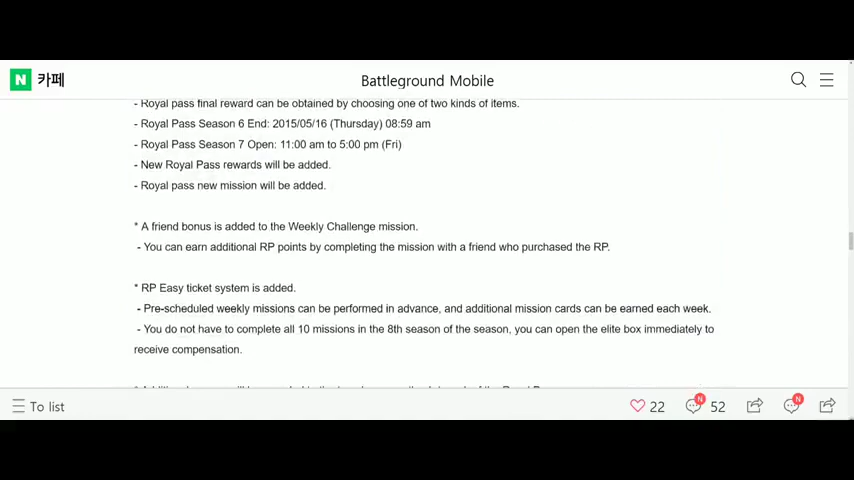 N 카페
Battleground Mobile
- Royal pass final reward can be obtained by choosing one of two kinds of items.
- Royal Pass Season 6 End: 2015/05/16 (Thursday) 08:59 am
- Royal Pass Season 7 Open: 11:00 am to 5:00 pm (Fri)
- New Royal Pass rewards will be added.
- Royal pass new mission will be added.
* A friend bonus is added to the Weekly Challenge mission.
- You can earn additional RP points by completing the mission with a friend who purchased the RP.
* RP Easy ticket system is added.
- Pre-scheduled weekly missions can be performed in advance, and additional mission cards can be earned each week.
- You do not have to complete all 10 missions in the 8th season of the season, you can open the elite box immediately to
receive compensation.
To list
22
N
52
N